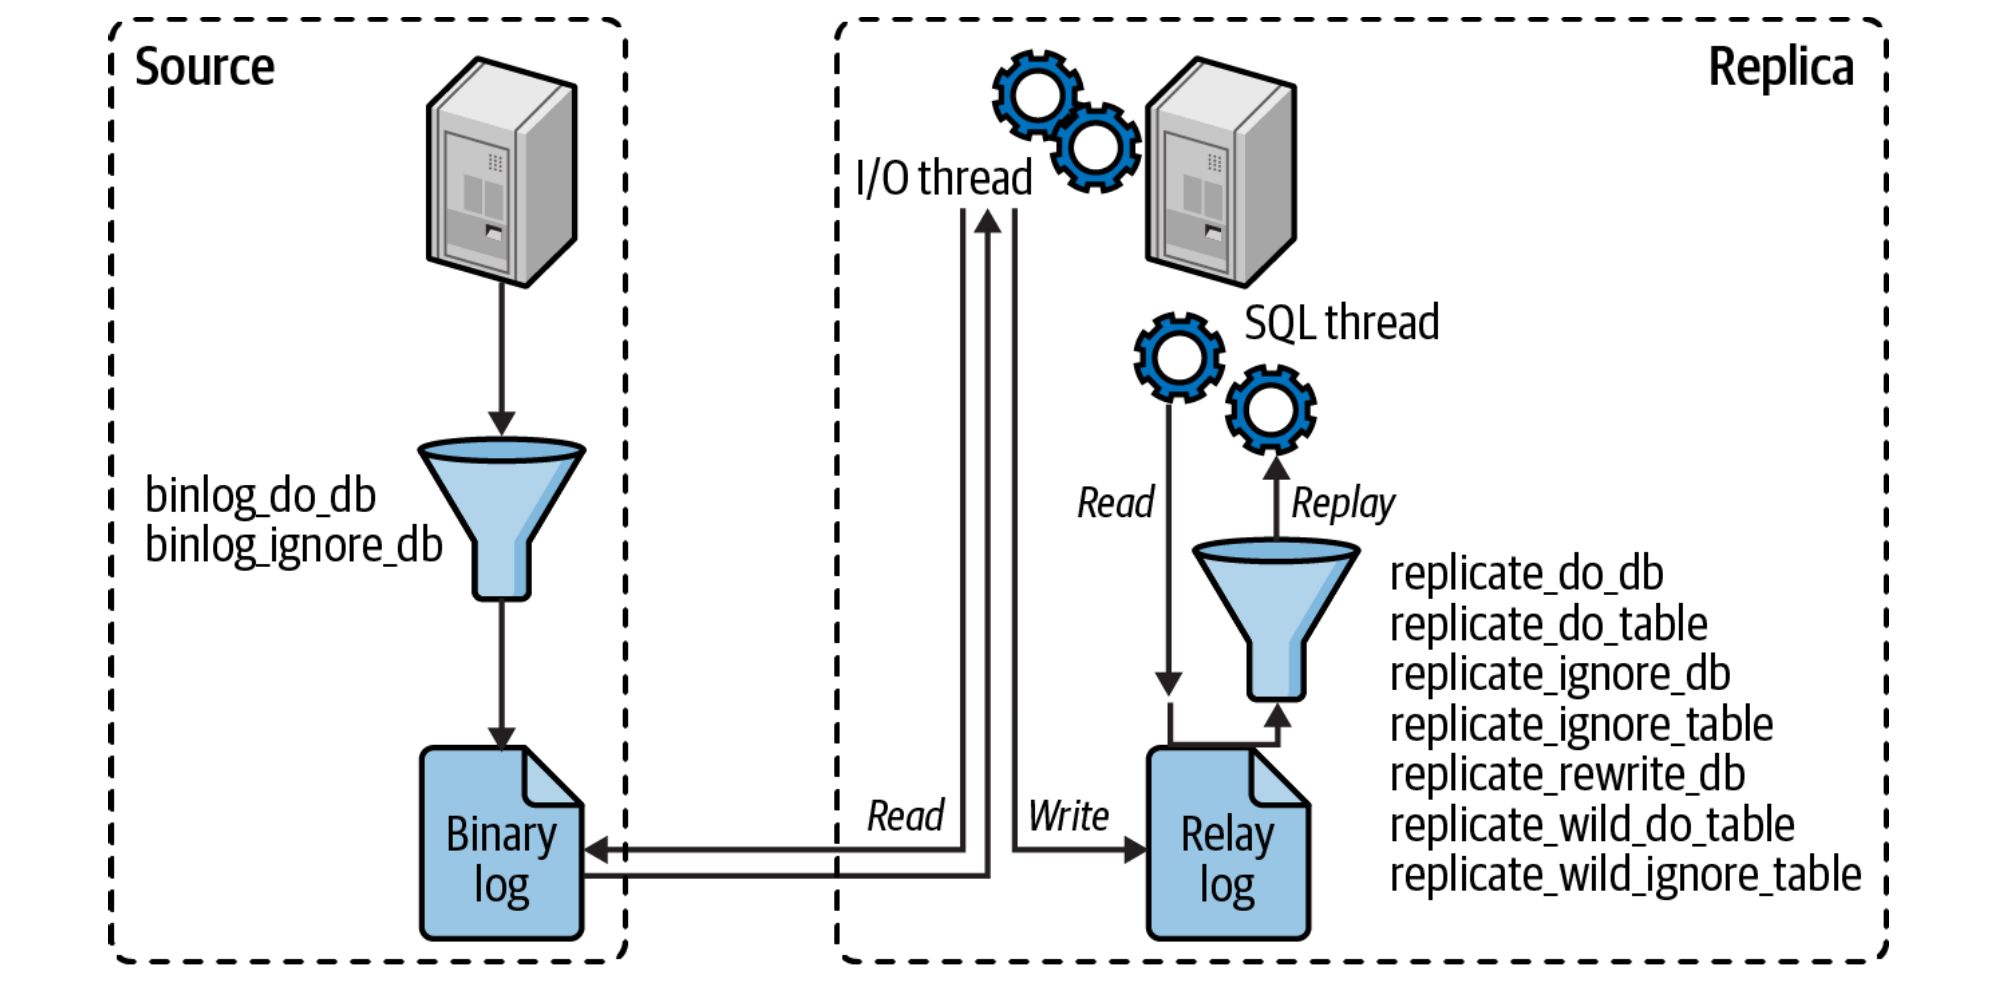 Source
binlog_do_db
binlog_ignore_db
Binary
log
Replica
I/O thread
SQL thread
Read
Replay
replicate_do_db
replicate_do_table
replicate_ignore_db
replicate_ignore_table
replicate_rewrite_db
replicate_wild_do_table
replicate_wild_ignore_table
Read
Write
Relay
log